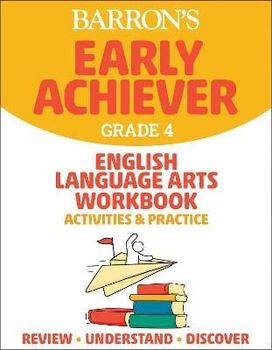 BARRON'S
EARLY
ACHIEVER
GRADE 4
ENGLISH
LANGUAGE ARTS
WORKBOOK
ACTIVITIES & PRACTICE
REVIEW • UNDERSTAND • DISCOVER